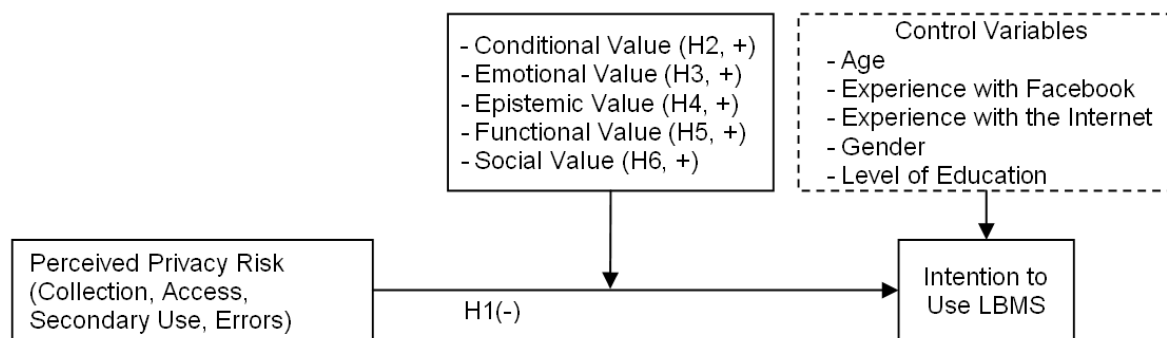 - Conditional Value (H2, +)
- Emotional Value (H3, +)
- Epistemic Value (H4, +)
- Functional Value (H5, +)
- Social Value (H6, +)
Control Variables
- Age
- Experience with Facebook
- Experience with the Internet
- Gender
- Level of Education
Perceived Privacy Risk
(Collection, Access,
Secondary Use, Errors)
H1(-)
Intention to
Use LBMS